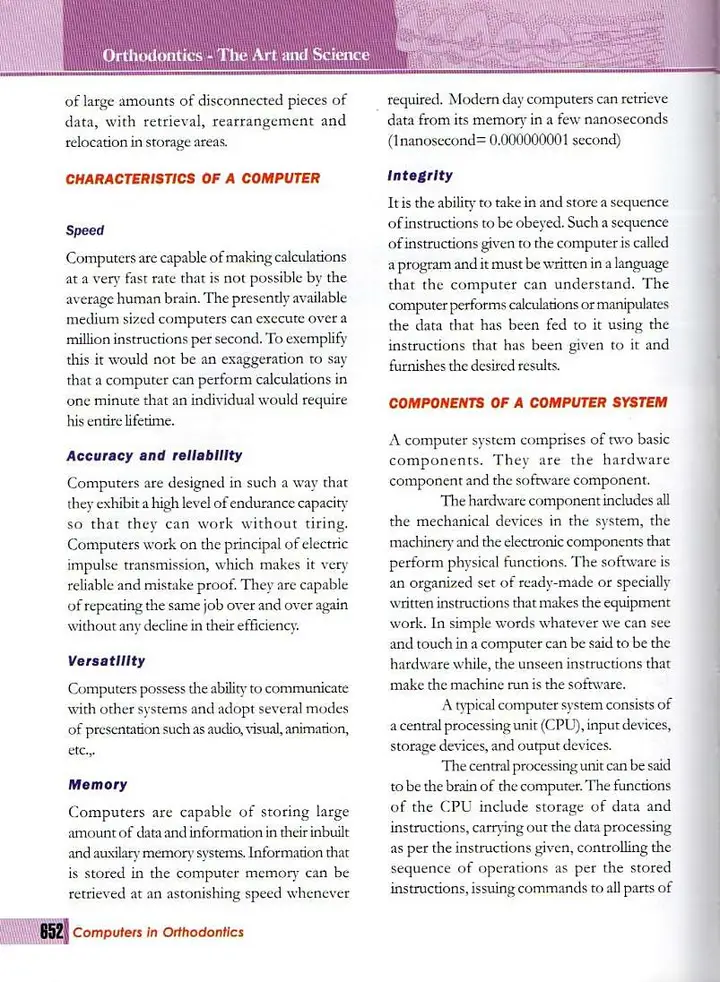 Orthodontics - The Art and Science
of large amounts of disconnected pieces of
data, with retrieval, rearrangement and
relocation in storage areas.
CHARACTERISTICS OF A COMPUTER
Speed
Computers are capable of making calculations
at a very fast rate that is not possible by the
average human brain. The presently available
medium sized computers can execute over a
million instructions per second. To exemplify
this it would not be an exaggeration to say
that a computer can perform calculations in
one minute that an individual would require
his entire lifetime.
Accuracy and reliability
Computers are designed in such a way that
they exhibit a high level of endurance capacity
so that they can work without tiring.
Computers work on the principal of electric
impulse transmission, which makes it very
reliable and mistake proof. They are capable
of repeating the same job over and over again
without any decline in their efficiency.
Versatility
Computers possess the ability to communicate
with other systems and adopt several modes
of presentation such as audio, visual, animation,
etc.,.
Memory
Computers are capable of storing large
amount of data and information in their inbuilt
and auxilary memory systems. Information that
is stored in the computer memory can be
retrieved at an astonishing speed whenever
required. Modern day computers can retrieve
data from its memory in a few nanoseconds
(1nanosecond= 0.000000001 second)
Integrity
It is the ability to take in and store a sequence
of instructions to be obeyed. Such a sequence
of instructions given to the computer is called
a program and it must be written in a language
that the computer can understand. The
computer performs calculations or manipulates
the data that has been fed to it using the
instructions that has been given to it and
furnishes the desired results.
COMPONENTS OF A COMPUTER SYSTEM
A computer system comprises of two basic
components. They are the hardware
component and the software component.
The hardware component includes all
the mechanical devices in the system, the
machinery and the electronic components that
perform physical functions. The software is
an organized set of ready-made or specially
written instructions that makes the equipment
work. In simple words whatever we can see
and touch in a computer can be said to be the
hardware while, the unseen instructions that
make the machine run is the software.
A typical computer system consists of
a central processing unit (CPU), input devices,
storage devices, and output devices.
The central processing unit can be said
to be the brain of the computer. The functions
of the CPU include storage of data and
instructions, carrying out the data processing
as per the instructions given, controlling the
sequence of operations as per the stored
instructions, issuing commands to all parts of
652 Computers in Orthodontics